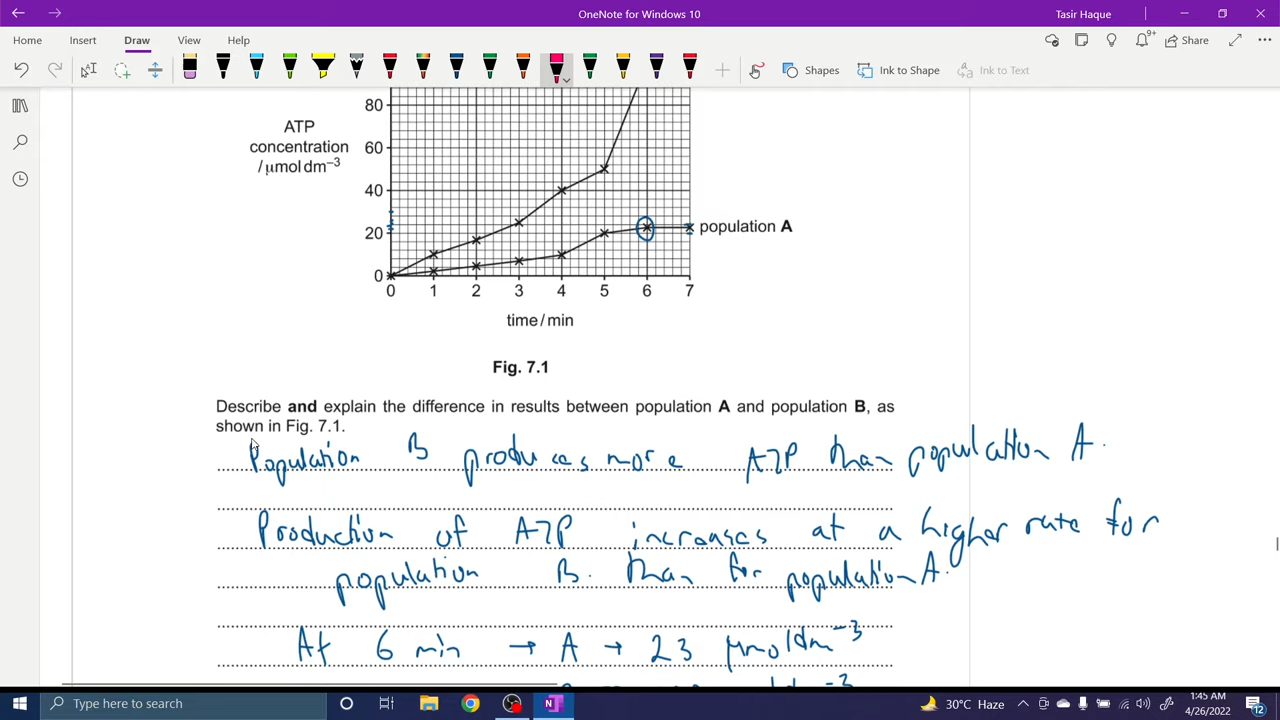 OneNote for Windows 10
Tasir Haque
Home Insert Draw View Help
Share
Shapes
Ink to Shape
Ink to Text
80
ATP
concentration
/ μmol dm–3
60
40
20
0
population A
0 1 2 3 4 5 6 7
time / min
Fig. 7.1
Describe and explain the difference in results between population A and population B, as
shown in Fig. 7.1.
Population B produces more ATP than population A.
Production of ATP increases at a higher rate for
population B. than for population A.
At 6 min → A → 23 μmoldm-3
Type here to search
30°C Haze
1:45 AM
4/26/2022
12